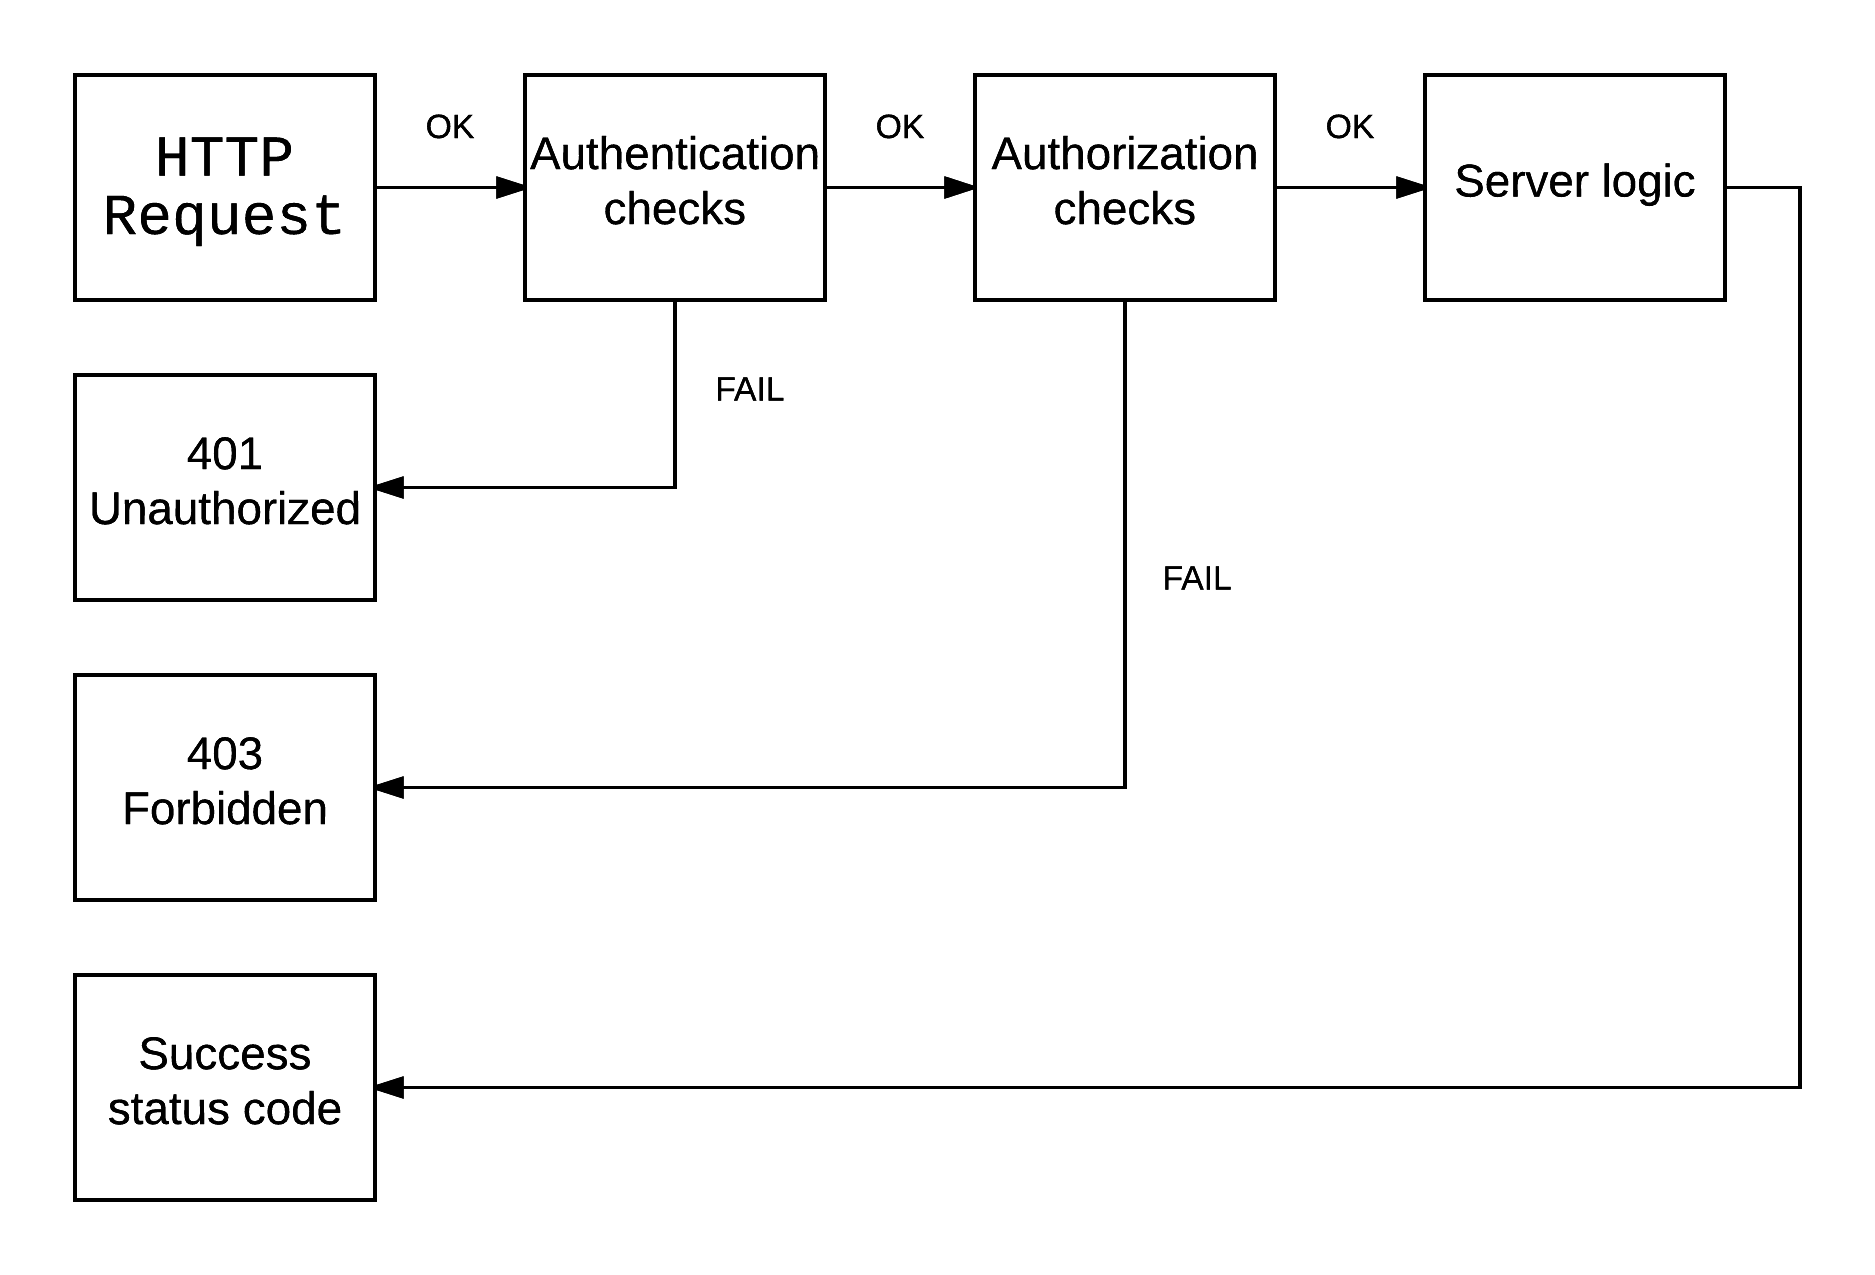 HTTP
Request
OK
Authentication
checks
OK
Authorization
checks
OK
Server logic
FAIL
401
Unauthorized
FAIL
403
Forbidden
Success
status code